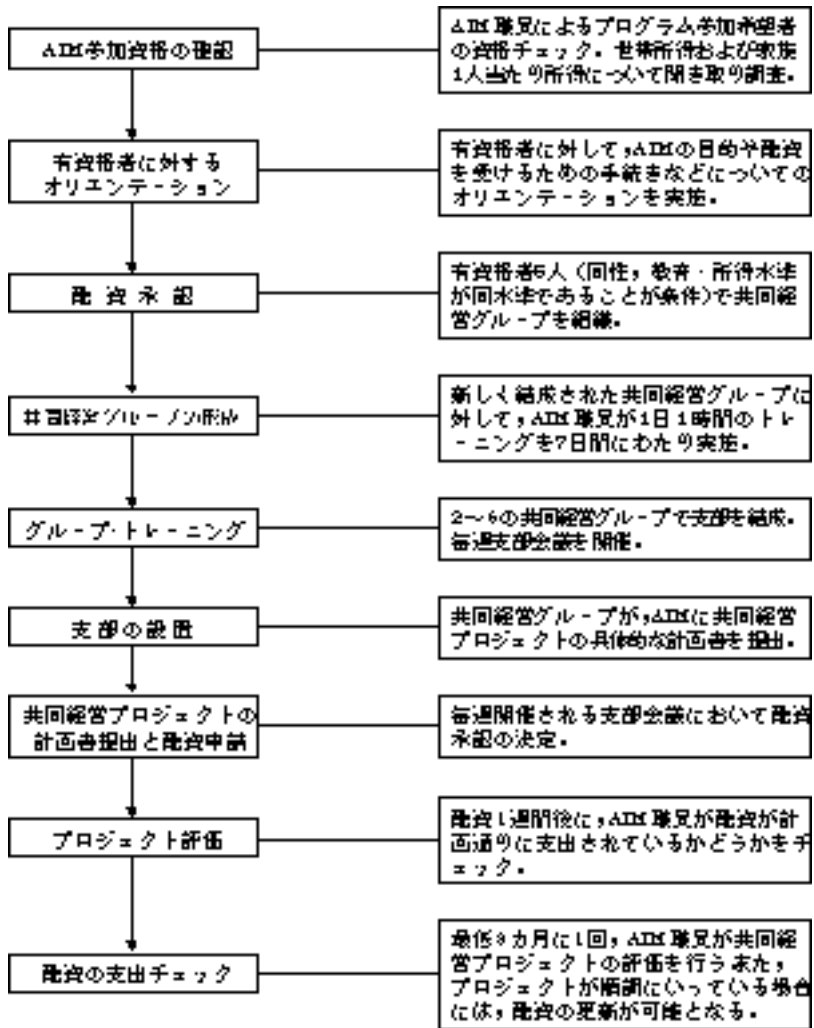 AIM参加資格の確認
AIM 職員によるプログラム参加希望者
の資格チェック．世帯所得および家族
1人当たり所得について聞き取り調査．
有資格者に対する
オリエンテーション
有資格者に対して，AIMの目的や融資
を受けるための手続きなどについての
オリエンテーションを実施．
融 資 承 認
有資格者5人（同性，教育・所得水準
が同水準であることが条件）で共同経
営グループを組織．
共同経営グループの形成
新しく結成された共同経営グループに
対して，AIM 職員が1日1時間のトレ
ーニングを7日間にわたり実施．
グループ・トレーニング
2～6の共同経営グループで支部を結成．
毎週支部会議を開催．
支 部 の 設 置
共同経営グループが，AIMに共同経営
プロジェクトの具体的な計画書を提出．
共同経営プロジェクトの
計画書提出と融資申請
毎週開催される支部会議において融資
承認の決定．
プロジェクト評価
融資1週間後に，AIM 職員が融資が計
画通りに支出されているかどうかをチ
ェック．
融資の支出チェック
最低3カ月に1回，AIM 職員が共同経
営プロジェクトの評価を行う また，
プロジェクトが順調にいっている場合
には，融資の更新が可能となる．